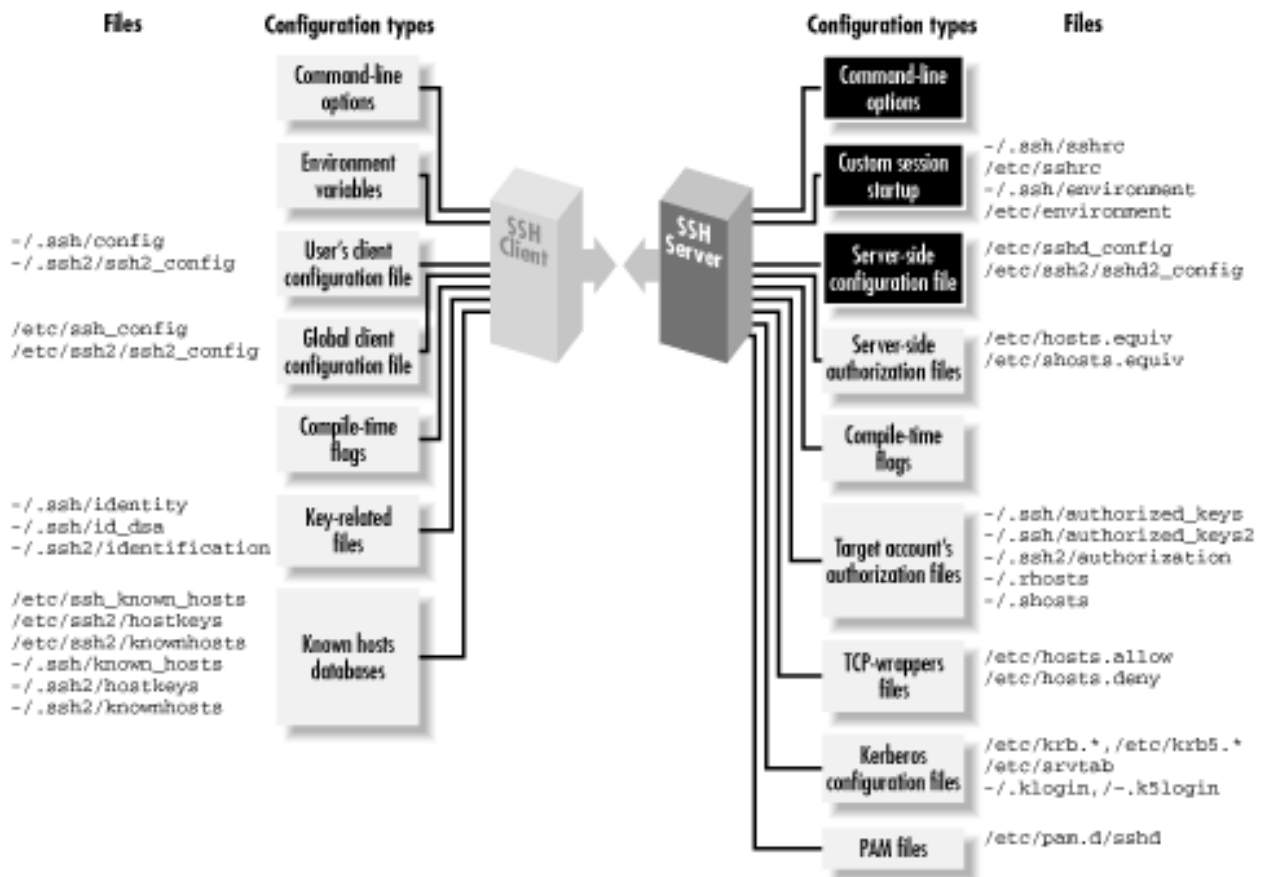 Files
Configuration types
Command-line
options
Environment
variables
~/.ssh/config
~/.ssh2/ssh2_config
User's client
configuration file
/etc/ssh_config
/etc/ssh2/ssh2_config
Global client
configuration file
Compile-time
flags
~/.ssh/identity
~/.ssh/id_dsa
~/.ssh2/identification
Key-related
files
/etc/ssh_known_hosts
/etc/ssh2/hostkeys
/etc/ssh2/knownhosts
~/.ssh/known_hosts
~/.ssh2/hostkeys
~/.ssh2/knownhosts
Known hosts
databases
SSH
Client
SSH
Server
Configuration types
Files
Command-line
options
Custom session
startup
~/.ssh/sshrc
/etc/sshrc
~/.ssh/environment
/etc/environment
Server-side
configuration file
/etc/sshd_config
/etc/ssh2/sshd2_config
Server-side
authorization files
/etc/hosts.equiv
/etc/shosts.equiv
Compile-time
flags
Target account's
authorization files
~/.ssh/authorized_keys
~/.ssh/authorized_keys2
~/.ssh2/authorization
~/.rhosts
~/.shosts
TCP-wrappers
files
/etc/hosts.allow
/etc/hosts.deny
Kerberos
configuration files
/etc/krb.*,/etc/krb5.*
/etc/srvtab
~/.klogin,/~.k5login
PAM files
/etc/pam.d/sshd